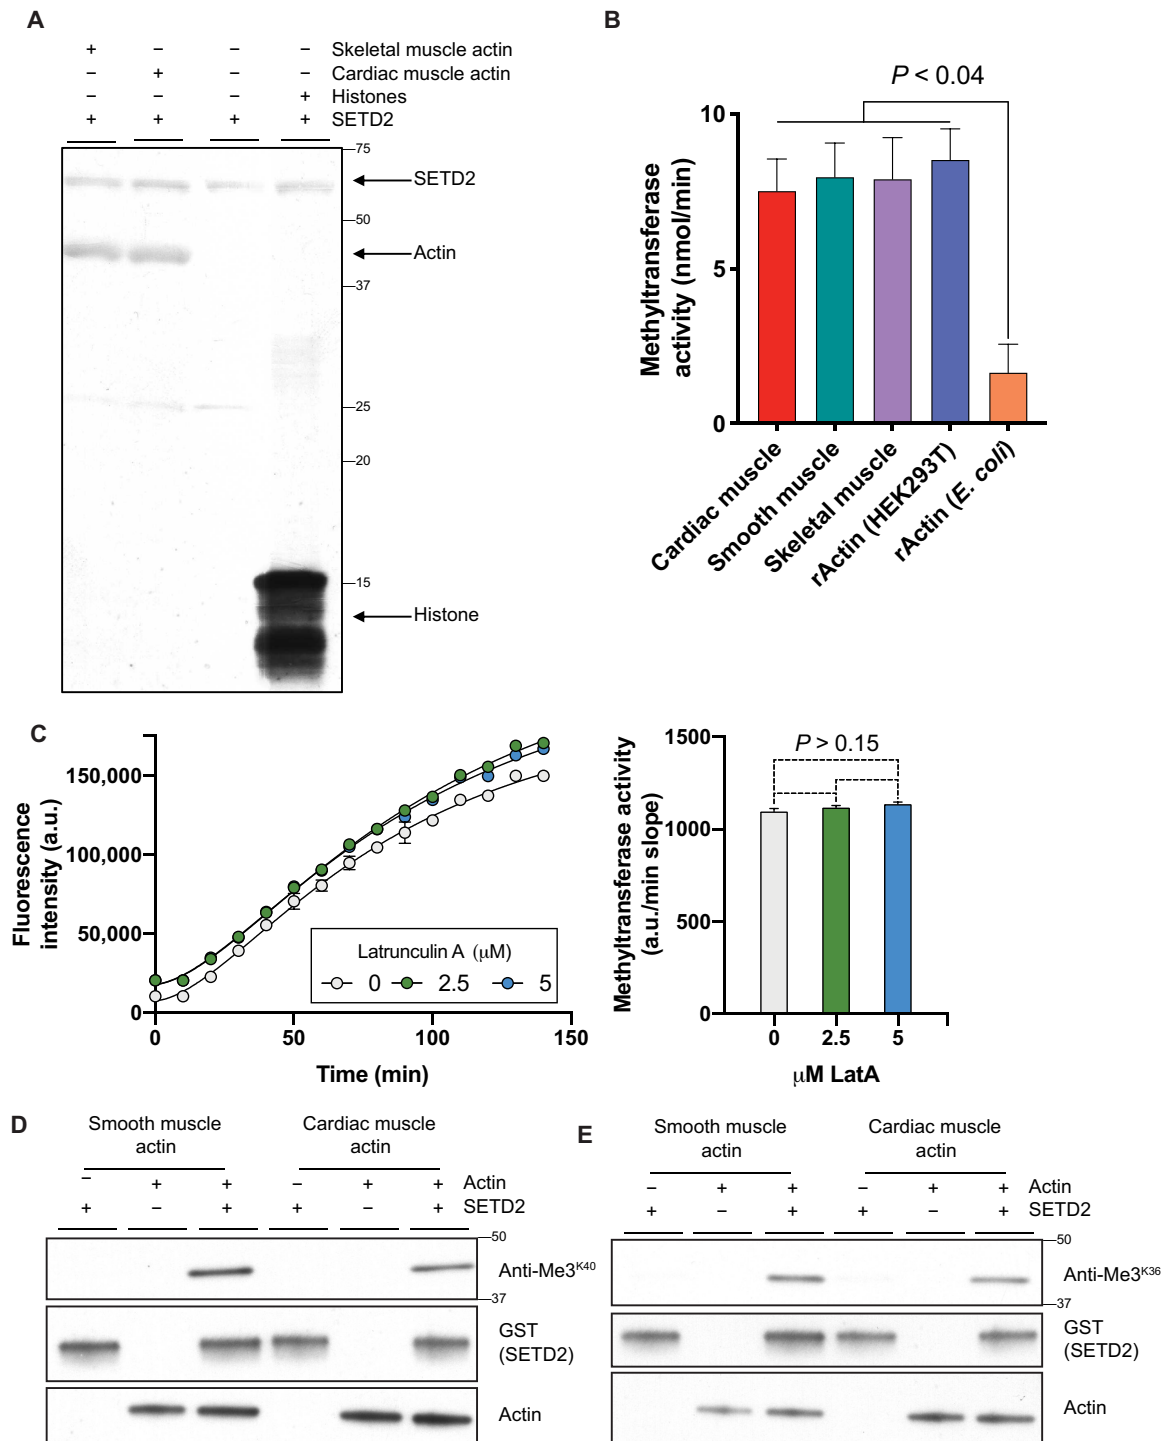 A
+ − − − Skeletal muscle actin
− + − − Cardiac muscle actin
− − − + Histones
+ + + + SETD2
75
SETD2
50
Actin
37
25
20
15
Histone
B
P < 0.04
10
5
0
Methyltransferase
activity (nmol/min)
Cardiac muscle
Smooth muscle
Skeletal muscle
rActin (HEK293T)
rActin (E. coli)
C
Fluorescence
intensity (a.u.)
150,000
100,000
50,000
0
Latrunculin A (μM)
0 2.5 5
0 50 100 150
Time (min)
Methyltransferase activity
(a.u./min slope)
1500
1000
500
0
P > 0.15
0 2.5 5
μM LatA
D
Smooth muscle
actin
Cardiac muscle
actin
− + + − + + Actin
+ − + + − + SETD2
50
Anti-Me3K40
37
GST
(SETD2)
Actin
E
Smooth muscle
actin
Cardiac muscle
actin
− + + − + + Actin
+ − + + − + SETD2
50
Anti-Me3K36
37
GST
(SETD2)
Actin